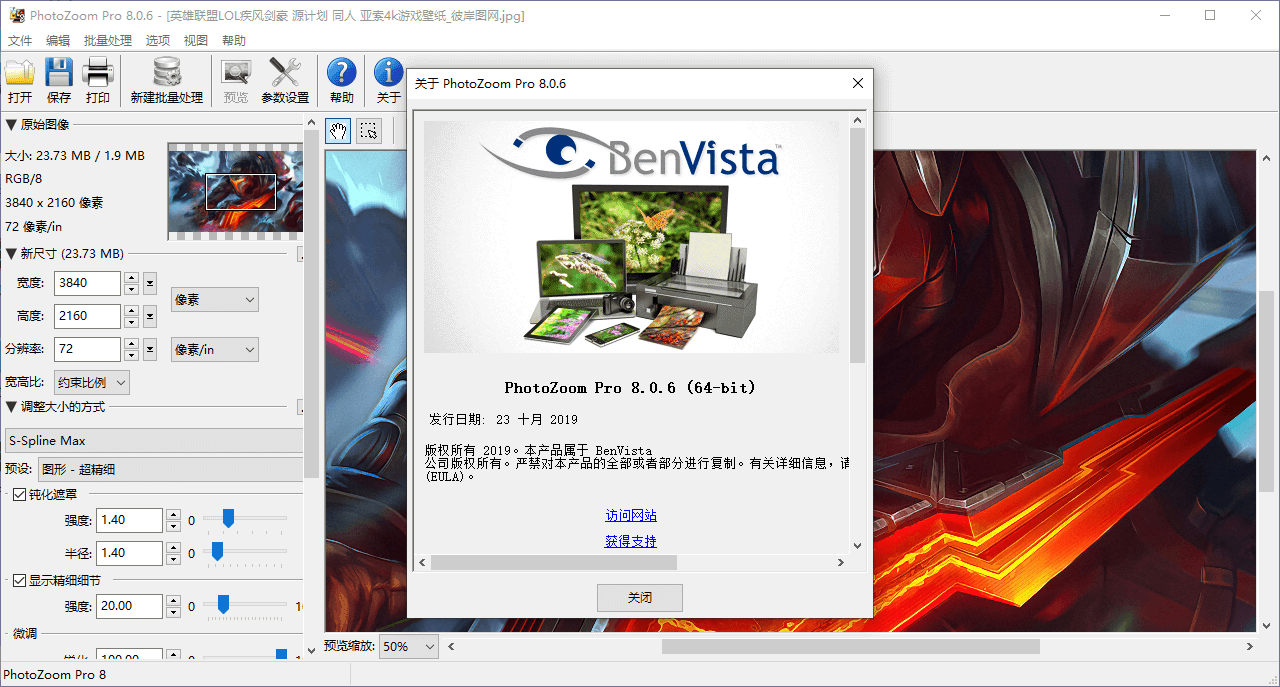 PhotoZoom Pro 8.0.6 - [英雄联盟LOL疾风剑豪 源计划 同人 亚索4k游戏壁纸_彼岸图网.jpg]
文件 编辑 批量处理 选项 视图 帮助
打开 保存 打印 新建批量处理 预览 参数设置 帮助 关于
原始图像
大小: 23.73 MB / 1.9 MB
RGB/8
3840 x 2160 像素
72 像素/in
新尺寸 (23.73 MB)
宽度: 3840
像素
高度: 2160
分辨率: 72 像素/in
宽高比: 约束比例
调整大小的方式
S-Spline Max
预设: 图形 - 超精细
钝化遮罩
强度: 1.40 0
半径: 1.40 0
显示精细细节
强度: 20.00 0
微调
锐化: 100.00 0
关于 PhotoZoom Pro 8.0.6
BenVista™
PhotoZoom Pro 8.0.6 (64-bit)
发行日期: 23 十月 2019
版权所有 2019。本产品属于 BenVista
公司版权所有。严禁对本产品的全部或者部分进行复制。有关详细信息，请
(EULA)。
访问网站
获得支持
关闭
预览缩放: 50%
PhotoZoom Pro 8